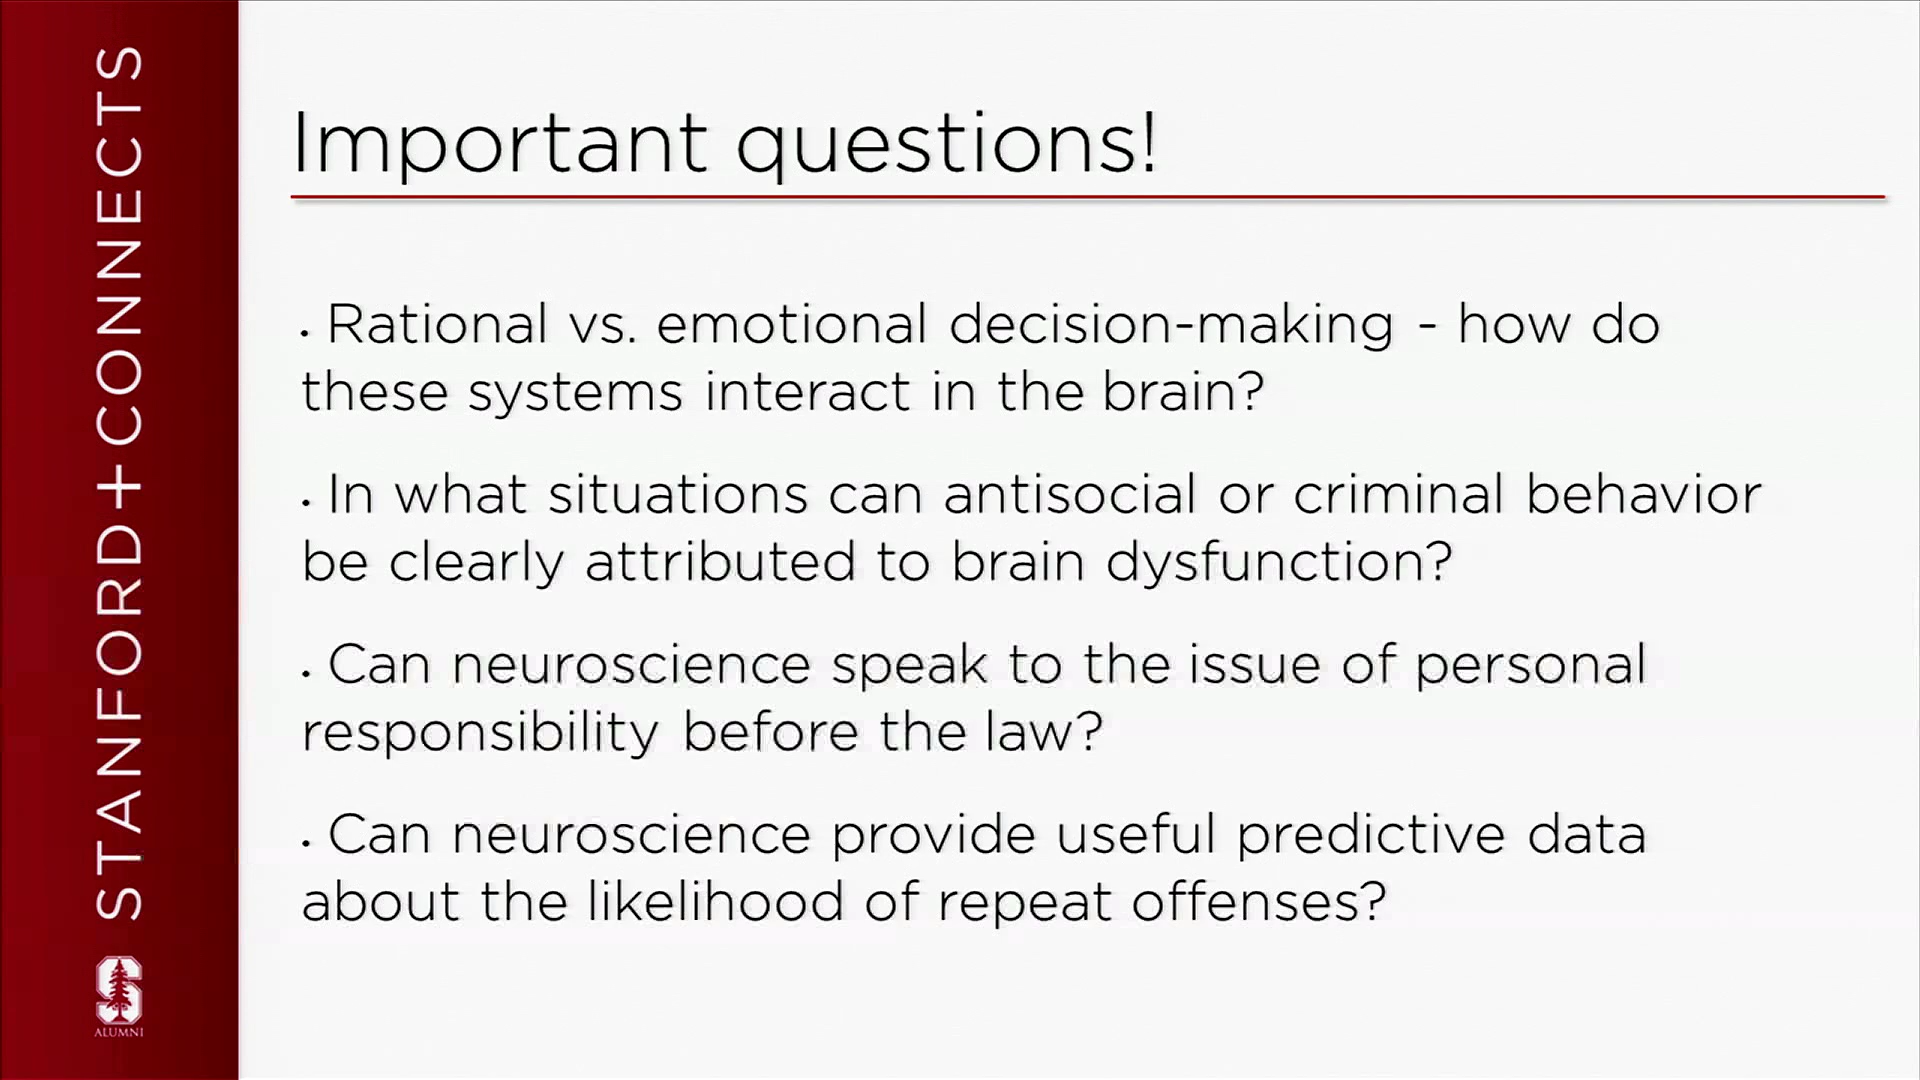 STANFORD+CONNECTS
S
ALUMNI
Important questions!
• Rational vs. emotional decision-making - how do
these systems interact in the brain?
• In what situations can antisocial or criminal behavior
be clearly attributed to brain dysfunction?
• Can neuroscience speak to the issue of personal
responsibility before the law?
• Can neuroscience provide useful predictive data
about the likelihood of repeat offenses?